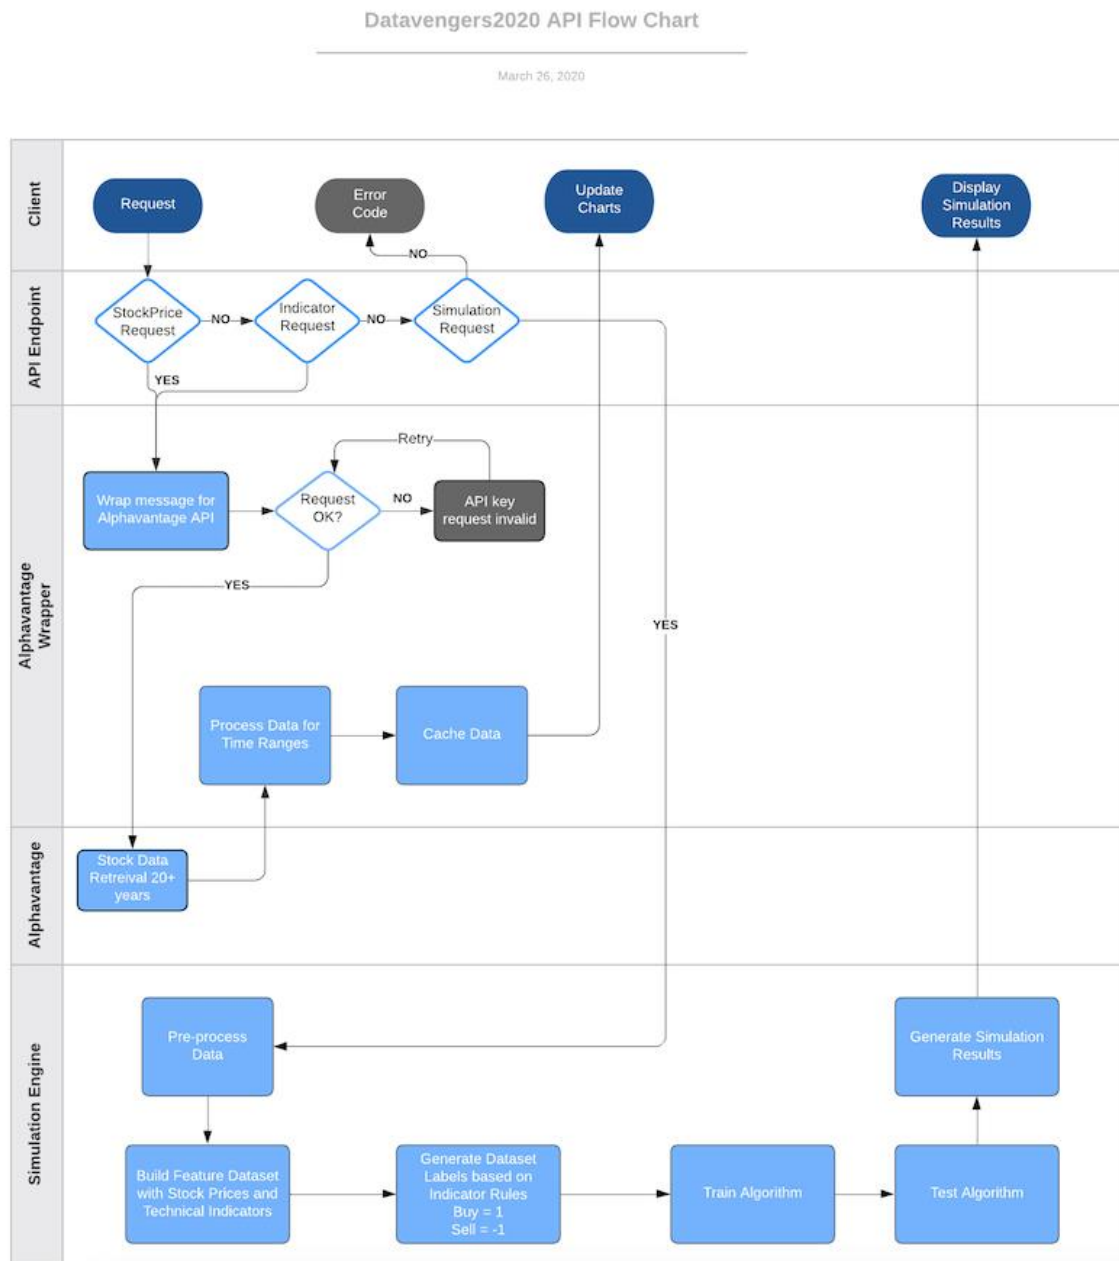 Datavengers2020 API Flow Chart
March 26, 2020
Client
Request
Error
Code
Update
Charts
Display
Simulation
Results
NO
API Endpoint
StockPrice
Request
NO
Indicator
Request
NO
Simulation
Request
YES
Alphavantage
Wrapper
Retry
Wrap message for
Alphavantage API
Request
OK?
NO
API key
request invalid
YES
YES
Process Data for
Time Ranges
Cache Data
Alphavantage
Stock Data
Retreival 20+
years
Simulation Engine
Pre-process
Data
Generate Simulation
Results
Build Feature Dataset
with Stock Prices and
Technical Indicators
Generate Dataset
Labels based on
Indicator Rules
Buy = 1
Sell = -1
Train Algorithm
Test Algorithm